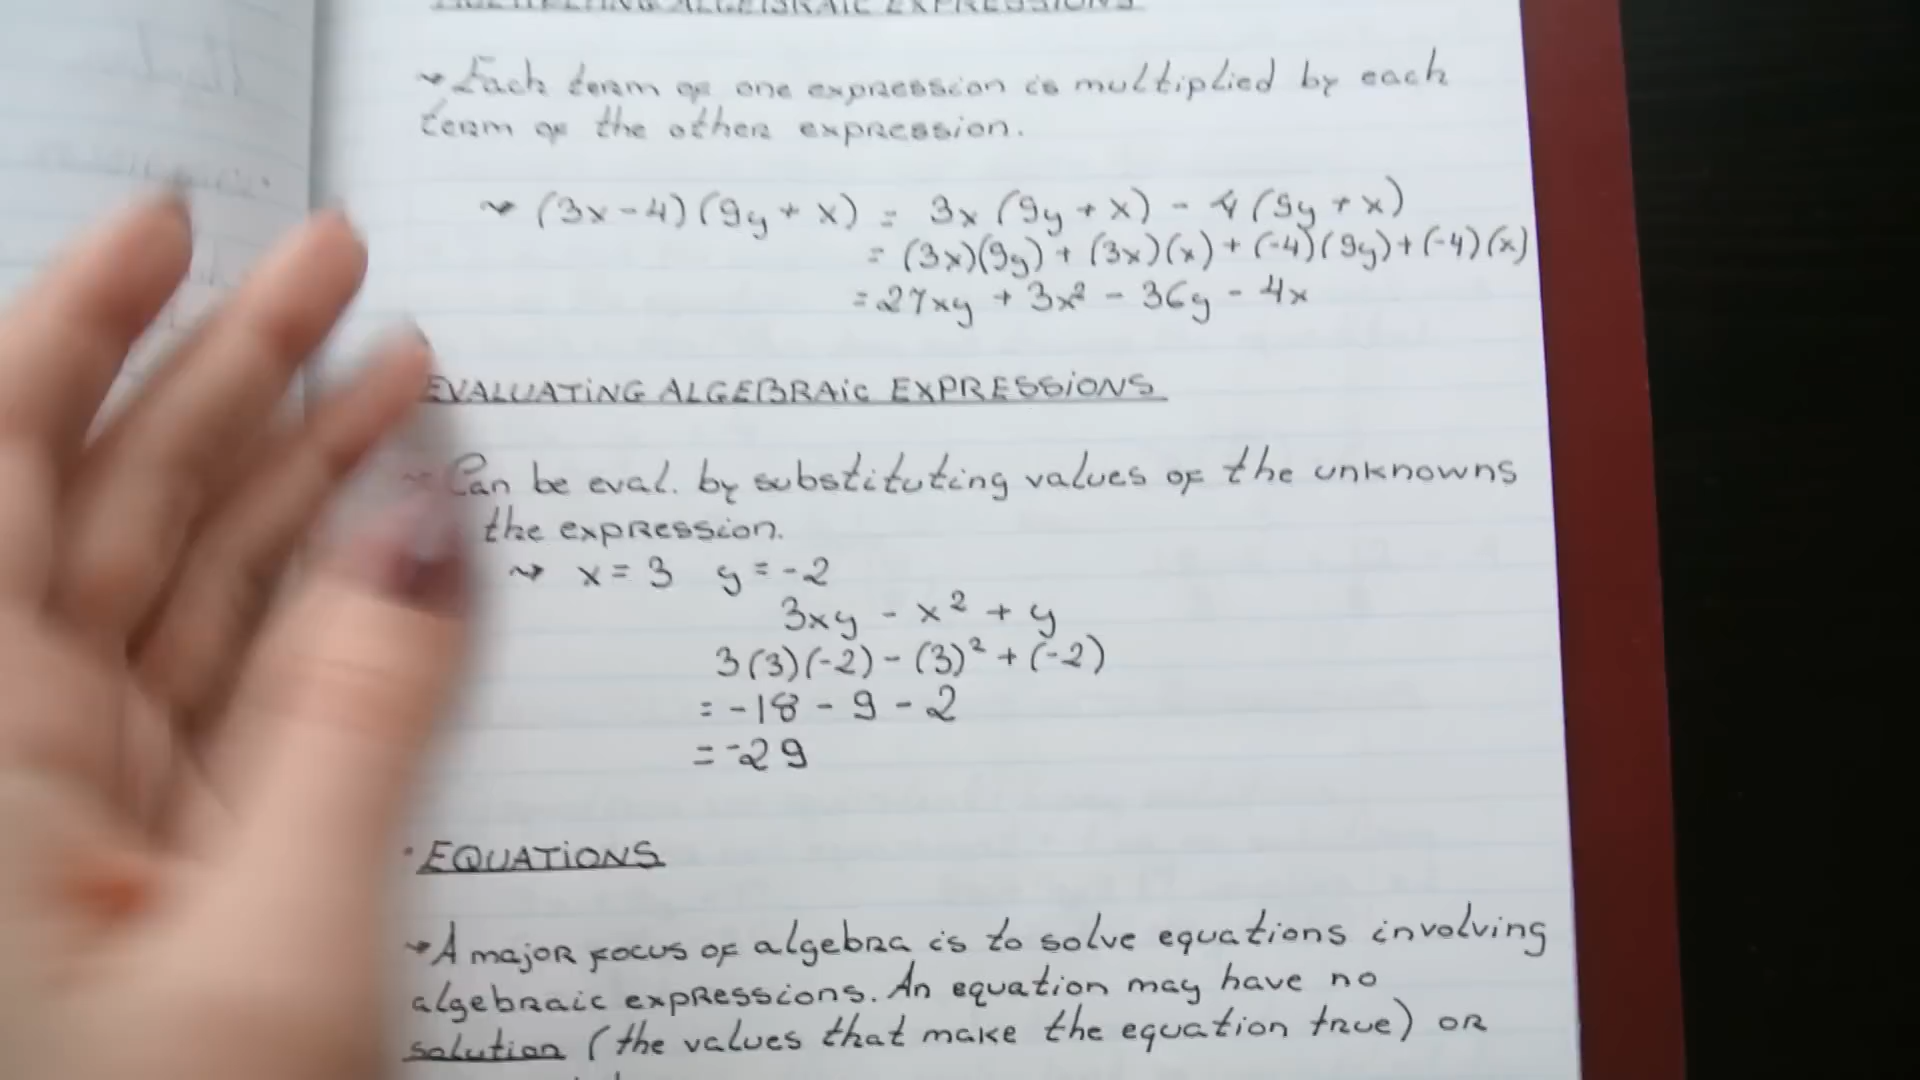 MULTIPLYING ALGEBRAIC EXPRESSIONS
Each term of one expression is multiplied by each
term of the other expression.
(3x-4)(9y+x) = 3x(9y+x) - 4(9y+x)
= (3x)(9y) + (3x)(x) + (-4)(9y) + (-4)(x)
= 27xy + 3x² - 36y - 4x
EVALUATING ALGEBRAIC EXPRESSIONS
Can be eval. by substituting values of the unknowns
the expression.
x = 3 y = -2
3xy - x² + y
3(3)(-2) - (3)² + (-2)
= -18 - 9 - 2
= -29
· EQUATIONS
A major focus of algebra is to solve equations involving
algebraic expressions. An equation may have no
solution (the values that make the equation true) or